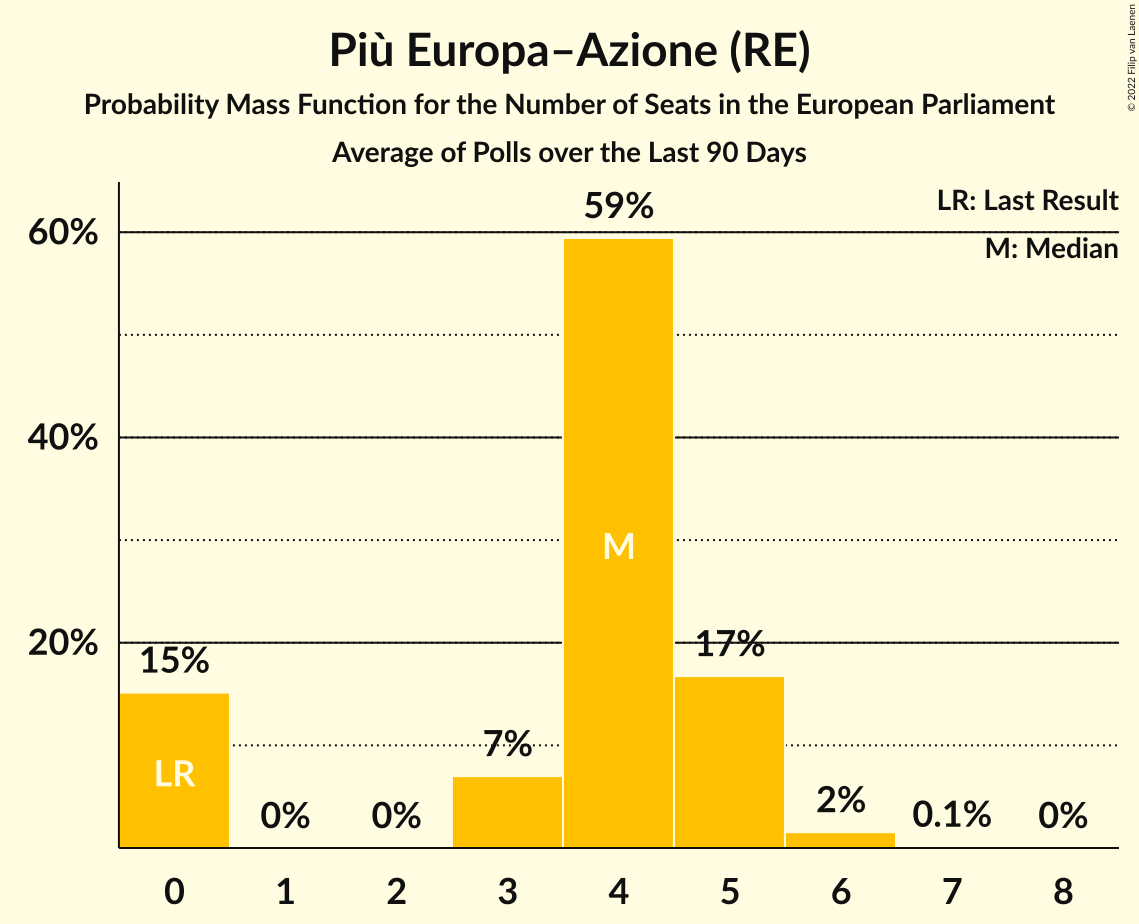 Più Europa–Azione (RE)
Probability Mass Function for the Number of Seats in the European Parliament
Average of Polls over the Last 90 Days
© 2022 Filip van Laenen
LR: Last Result
M: Median
60%
40%
20%
15%
0%
0%
7%
59%
17%
2%
0.1%
0%
LR
M
0 1 2 3 4 5 6 7 8